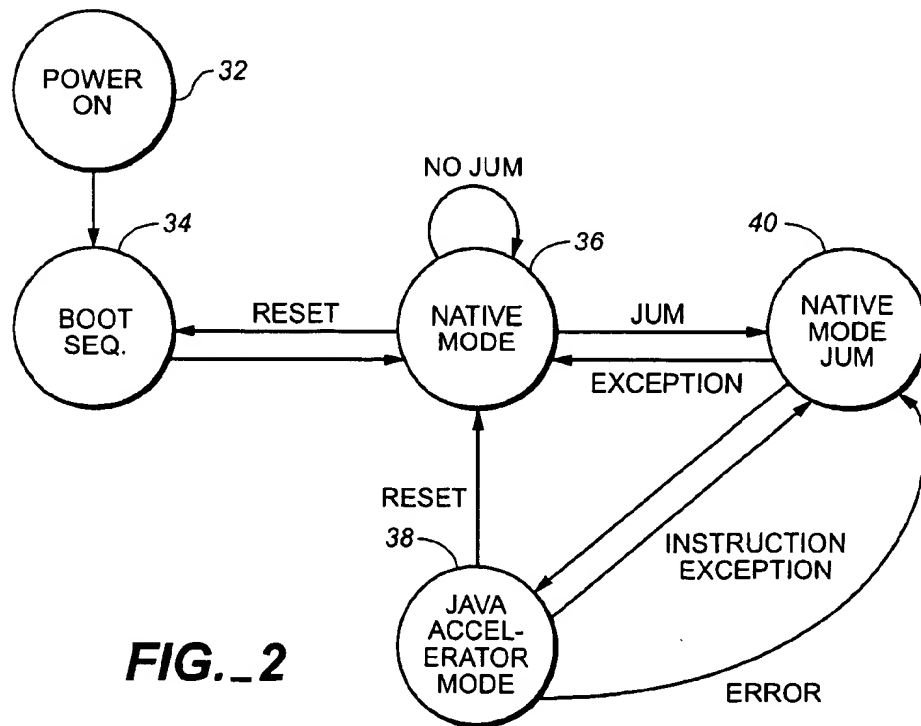 POWER
ON
32
NO JUM
34
36
40
BOOT
SEQ.
RESET
NATIVE
MODE
JUM
EXCEPTION
NATIVE
MODE
JUM
RESET
38
INSTRUCTION
EXCEPTION
JAVA
ACCEL-
ERATOR
MODE
ERROR
FIG._2